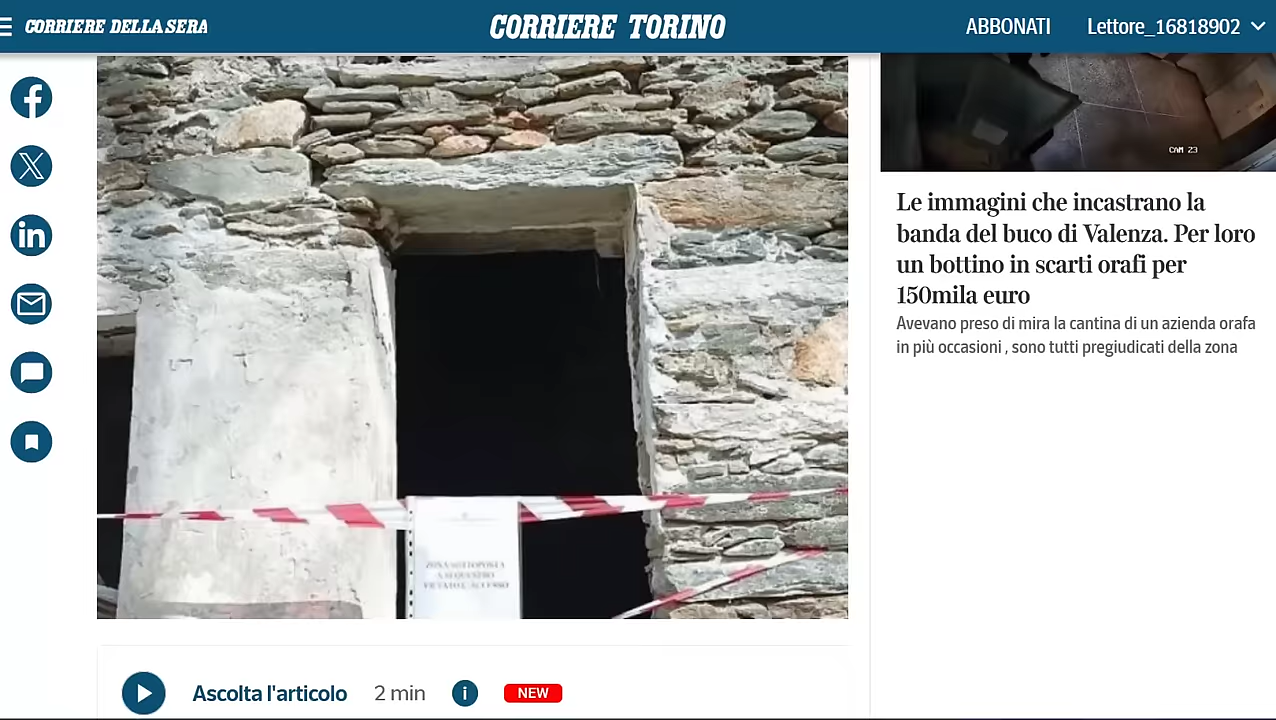 CORRIERE DELLA SERA
CORRIERE TORINO
ABBONATI
Lettore_16818902
CAM 23
Le immagini che incastrano la
banda del buco di Valenza. Per loro
un bottino in scarti orafi per
150mila euro
Avevano preso di mira la cantina di un azienda orafa
in più occasioni , sono tutti pregiudicati della zona
ZONA SOTTOPOSTA
A SEQUESTRO
VIETATO L'ACCESSO
Ascolta l'articolo
2 min
NEW